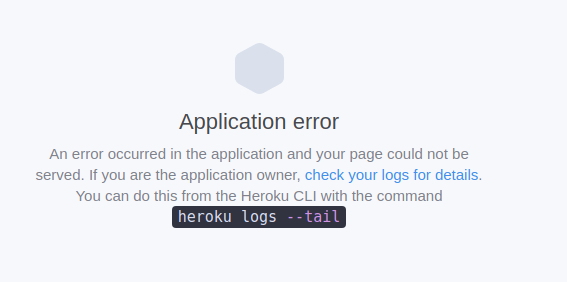 Application error
An error occurred in the application and your page could not be
served. If you are the application owner, check your logs for details.
You can do this from the Heroku CLI with the command
heroku logs --tail